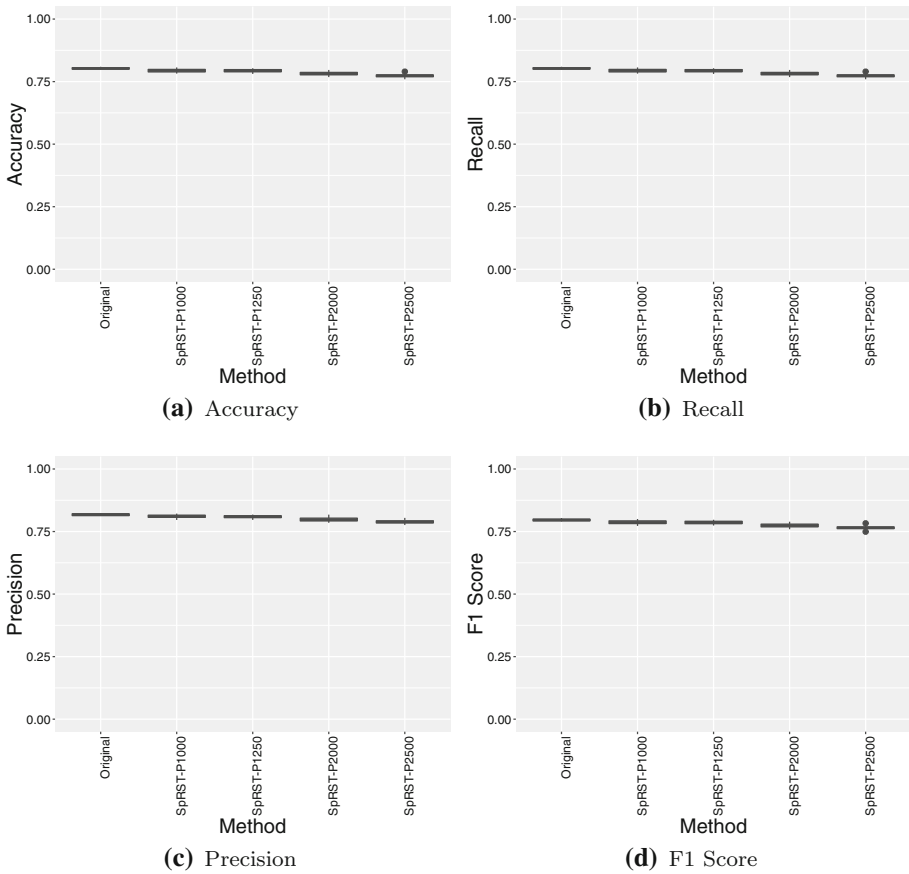 1.00
0.75
0.50
0.25
0.00
Accuracy
Original
SpRST-P1000
SpRST-P1250
SpRST-P2000
SpRST-P2500
Method
(a) Accuracy
1.00
0.75
0.50
0.25
0.00
Recall
Original
SpRST-P1000
SpRST-P1250
SpRST-P2000
SpRST-P2500
Method
(b) Recall
1.00
0.75
0.50
0.25
0.00
Precision
Original
SpRST-P1000
SpRST-P1250
SpRST-P2000
SpRST-P2500
Method
(c) Precision
1.00
0.75
0.50
0.25
0.00
F1 Score
Original
SpRST-P1000
SpRST-P1250
SpRST-P2000
SpRST-P2500
Method
(d) F1 Score